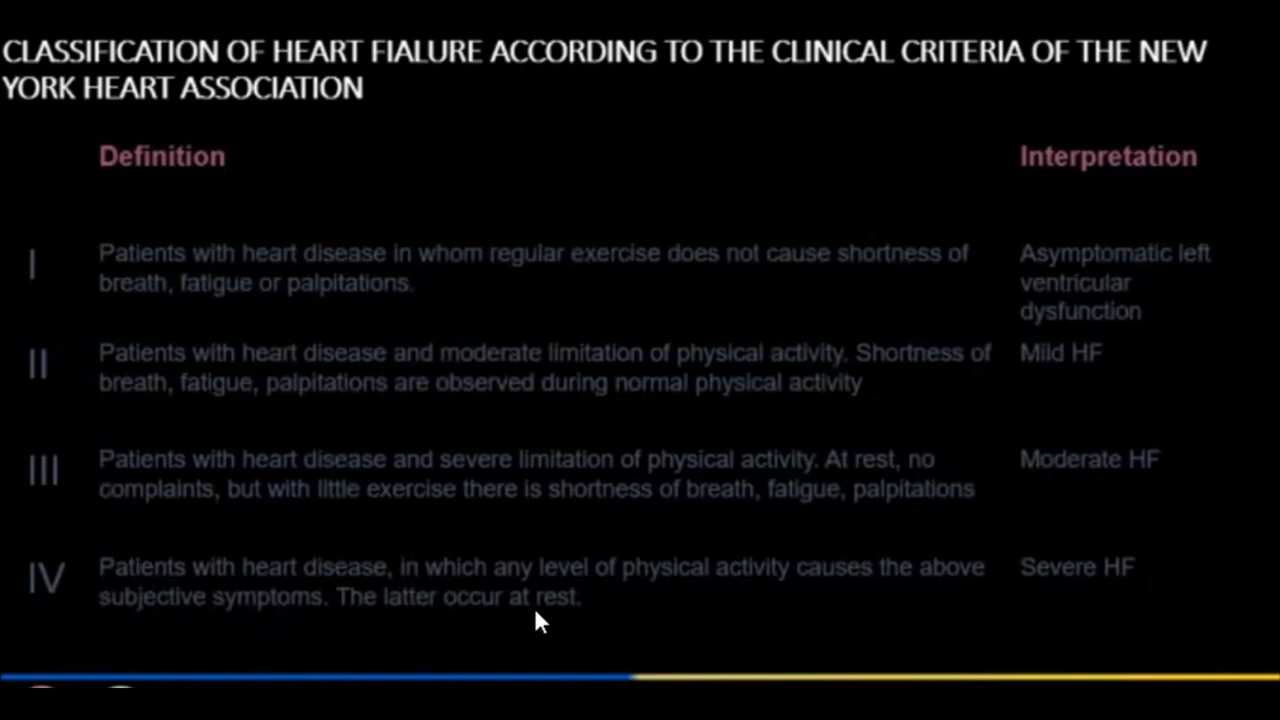 CLASSIFICATION OF HEART FIALURE ACCORDING TO THE CLINICAL CRITERIA OF THE NEW
YORK HEART ASSOCIATION
Definition Interpretation
I Patients with heart disease in whom regular exercise does not cause shortness of
breath, fatigue or palpitations.
Asymptomatic left
ventricular
dysfunction
II Patients with heart disease and moderate limitation of physical activity. Shortness of
breath, fatigue, palpitations are observed during normal physical activity
Mild HF
III Patients with heart disease and severe limitation of physical activity. At rest, no
complaints, but with little exercise there is shortness of breath, fatigue, palpitations
Moderate HF
IV Patients with heart disease, in which any level of physical activity causes the above
subjective symptoms. The latter occur at rest.
Severe HF